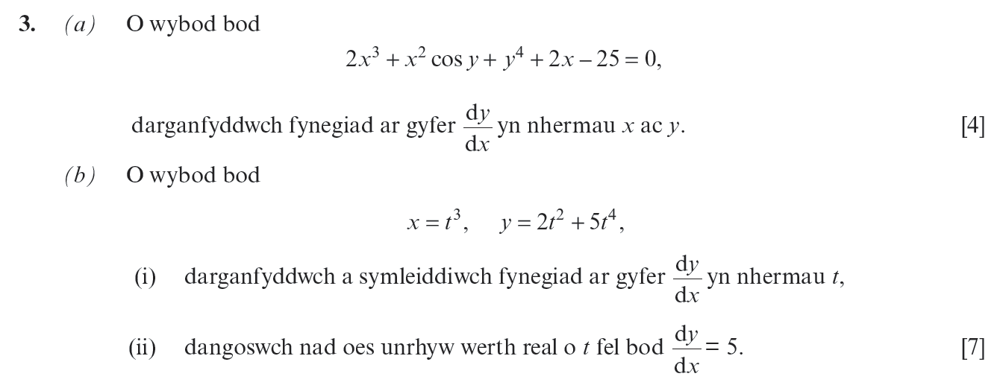 3. (a) O wybod bod
2x³ + x² cos y + y⁴ + 2x – 25 = 0,
darganfyddwch fynegiad ar gyfer dy/dx yn nhermau x ac y. [4]
(b) O wybod bod
x = t³, y = 2t² + 5t⁴,
(i) darganfyddwch a symleiddiwch fynegiad ar gyfer dy/dx yn nhermau t,
(ii) dangoswch nad oes unrhyw werth real o t fel bod dy/dx = 5. [7]